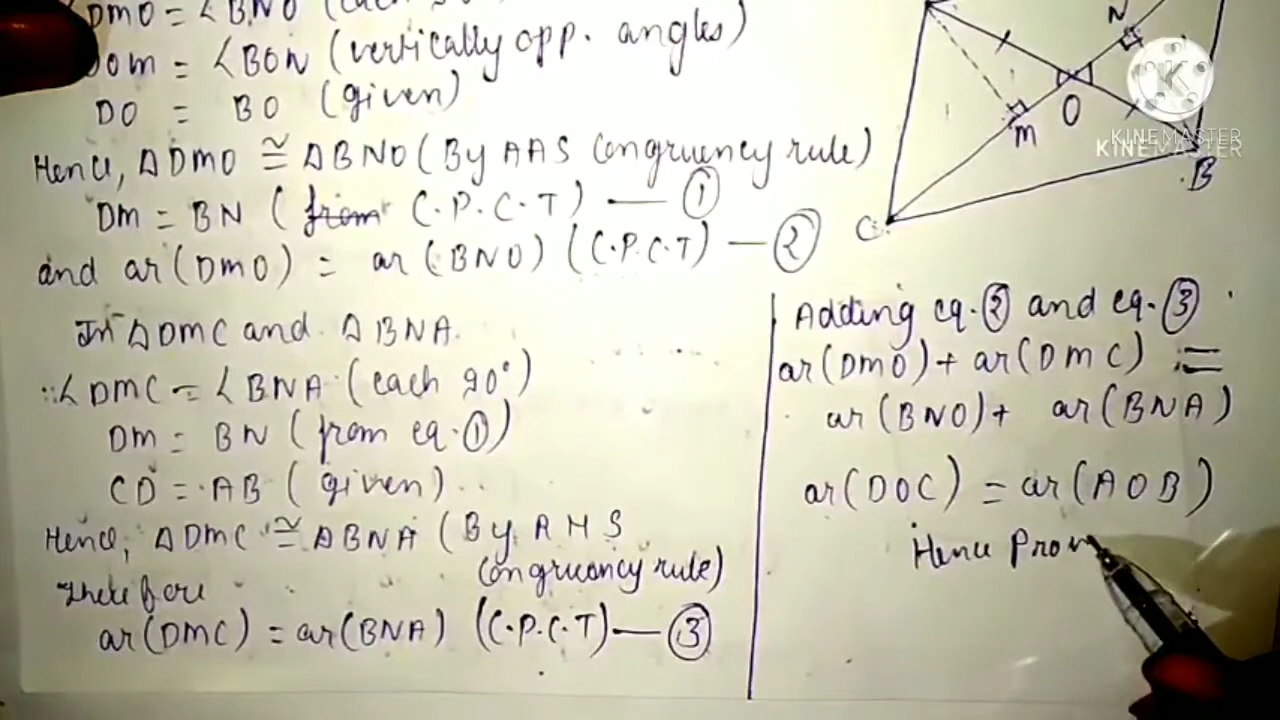 ∠DMO = ∠BNO (each
DOM = ∠BON (vertically opp. angles)
DO = BO (given)
Hence, ΔDMO ≅ ΔBNO (By AAS Congruency rule)
DM = BN (from C.P.C.T) — ①
and ar(DMO) = ar(BNO) (C.P.C.T) — ②
In ΔDMC and ΔBNA.
∵∠DMC = ∠BNA (each 90°)
DM = BN (from eq. ①)
CD = AB (given)
Hence, ΔDMC ≅ ΔBNA (By RHS
Congruency rule)
Therefore
ar(DMC) = ar(BNA) (C.P.C.T) — ③
N
O
M
B
C
K
KINEMASTER
KINEMASTER
Adding eq. ② and eq. ③
ar(DMO) + ar(DMC) =
ar(BNO) + ar(BNA)
ar(DOC) = ar(AOB)
Hence Prov